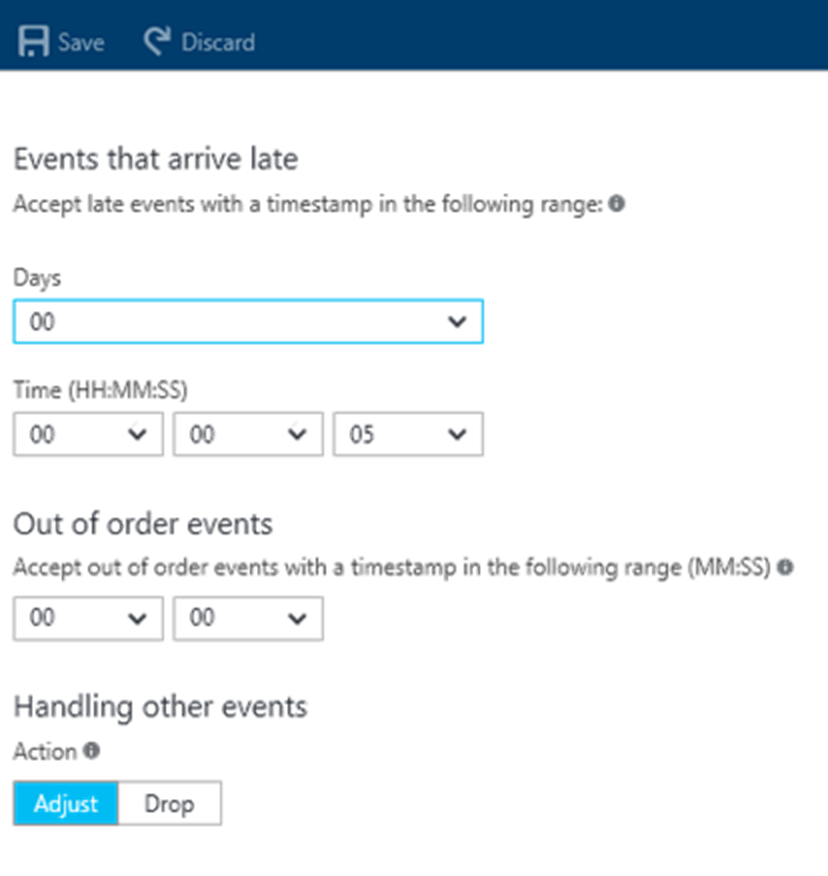 Save Discard
Events that arrive late
Accept late events with a timestamp in the following range:
Days
00
Time (HH:MM:SS)
00 00 05
Out of order events
Accept out of order events with a timestamp in the following range (MM:SS)
00 00
Handling other events
Action
Adjust Drop